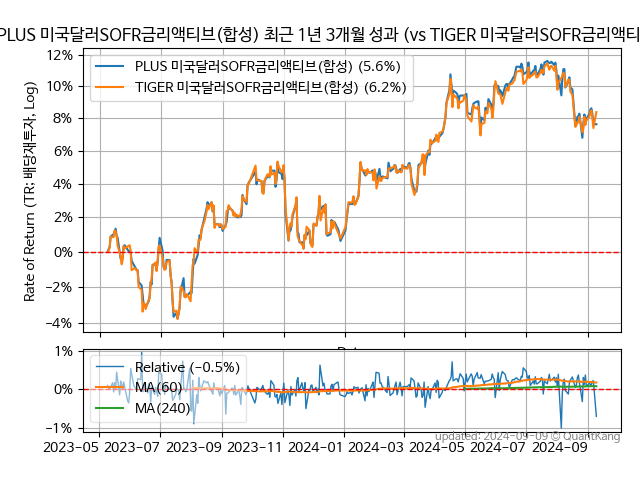 PLUS 미국달러SOFR금리액티브(합성) 최근 1년 3개월 성과 (vs TIGER 미국달러SOFR금리액티
12%
10%
8%
6%
4%
2%
0%
−2%
−4%
Rate of Return (TR: 배당재투자, Log)
PLUS 미국달러SOFR금리액티브(합성) (5.6%)
TIGER 미국달러SOFR금리액티브(합성) (6.2%)
1%
0%
−1%
Relative (−0.5%)
MA(60)
MA(240)
2023−05 2023−07 2023−09 2023−11 2024−01 2024−03 2024−05 2024−07 2024−09
updated: 2024−09−09 © QuantKang